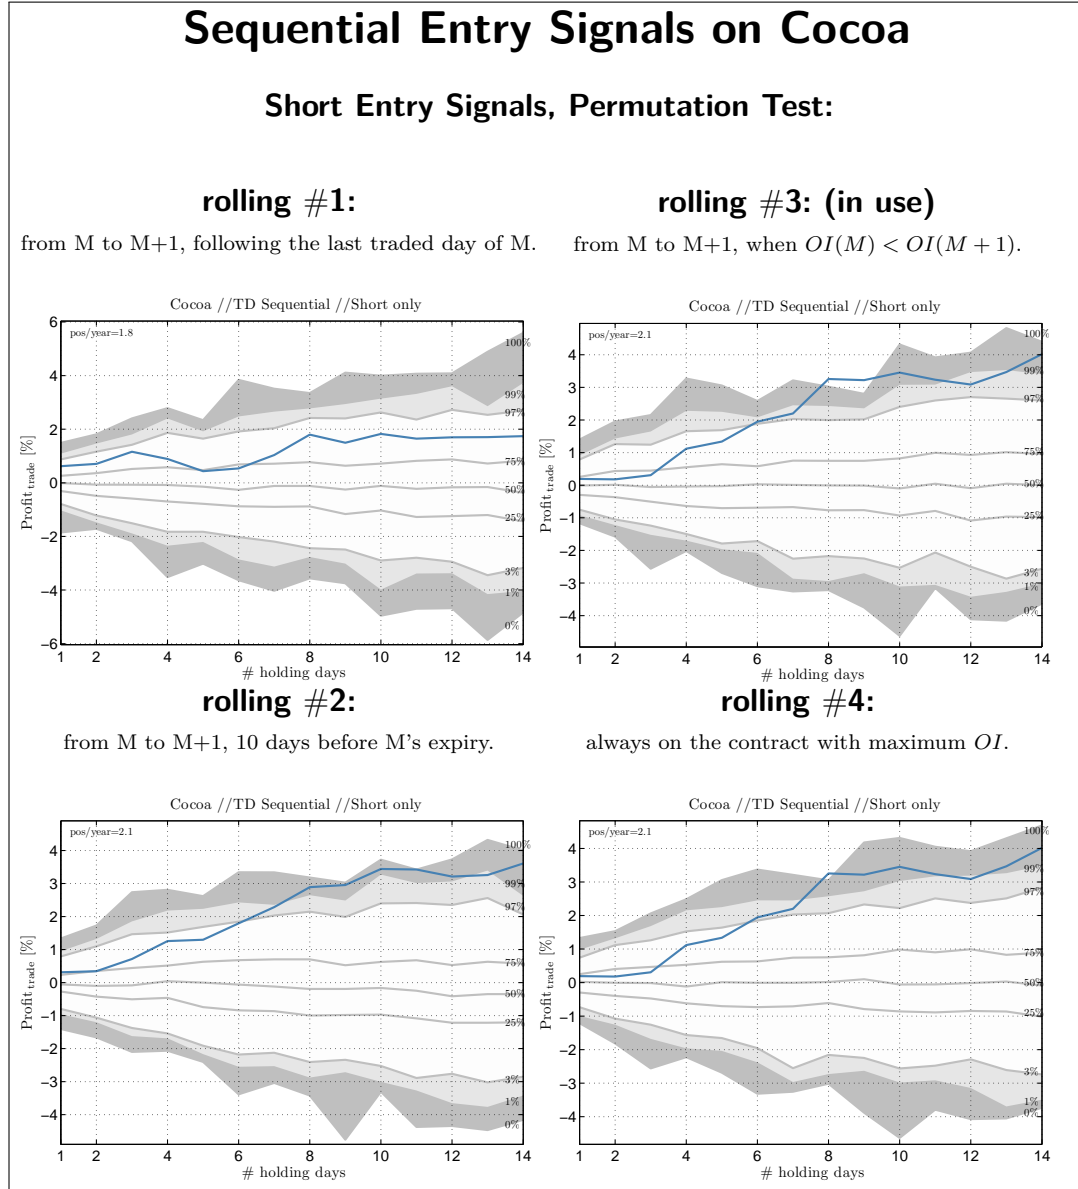 Sequential Entry Signals on Cocoa
Short Entry Signals, Permutation Test:
rolling #1:
from M to M+1, following the last traded day of M.
Cocoa //TD Sequential //Short only
pos/year=1.8
Profit trade [%]
6
4
2
0
−2
−4
−6
100%
99%
97%
75%
50%
25%
3%
1%
0%
1 2 4 6 8 10 12 14
# holding days
rolling #3: (in use)
from M to M+1, when OI(M) < OI(M + 1).
Cocoa //TD Sequential //Short only
pos/year=2.1
Profit trade [%]
4
3
2
1
0
−1
−2
−3
−4
100%
99%
97%
75%
50%
25%
3%
1%
0%
1 2 4 6 8 10 12 14
# holding days
rolling #2:
from M to M+1, 10 days before M's expiry.
Cocoa //TD Sequential //Short only
pos/year=2.1
Profit trade [%]
4
3
2
1
0
−1
−2
−3
−4
100%
99%
97%
75%
50%
25%
3%
1%
0%
1 2 4 6 8 10 12 14
# holding days
rolling #4:
always on the contract with maximum OI.
Cocoa //TD Sequential //Short only
pos/year=2.1
Profit trade [%]
4
3
2
1
0
−1
−2
−3
−4
100%
99%
97%
75%
50%
25%
3%
1%
0%
1 2 4 6 8 10 12 14
# holding days